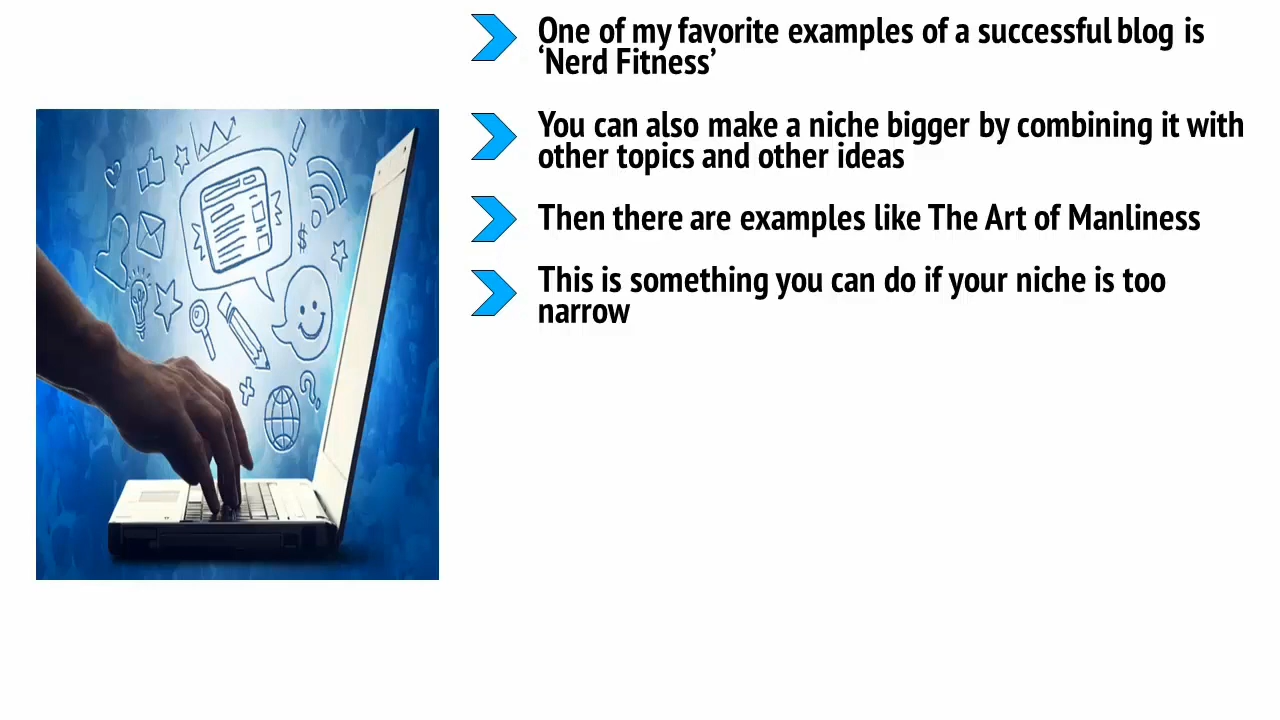 One of my favorite examples of a successful blog is
‘Nerd Fitness’
You can also make a niche bigger by combining it with
other topics and other ideas
Then there are examples like The Art of Manliness
This is something you can do if your niche is too
narrow